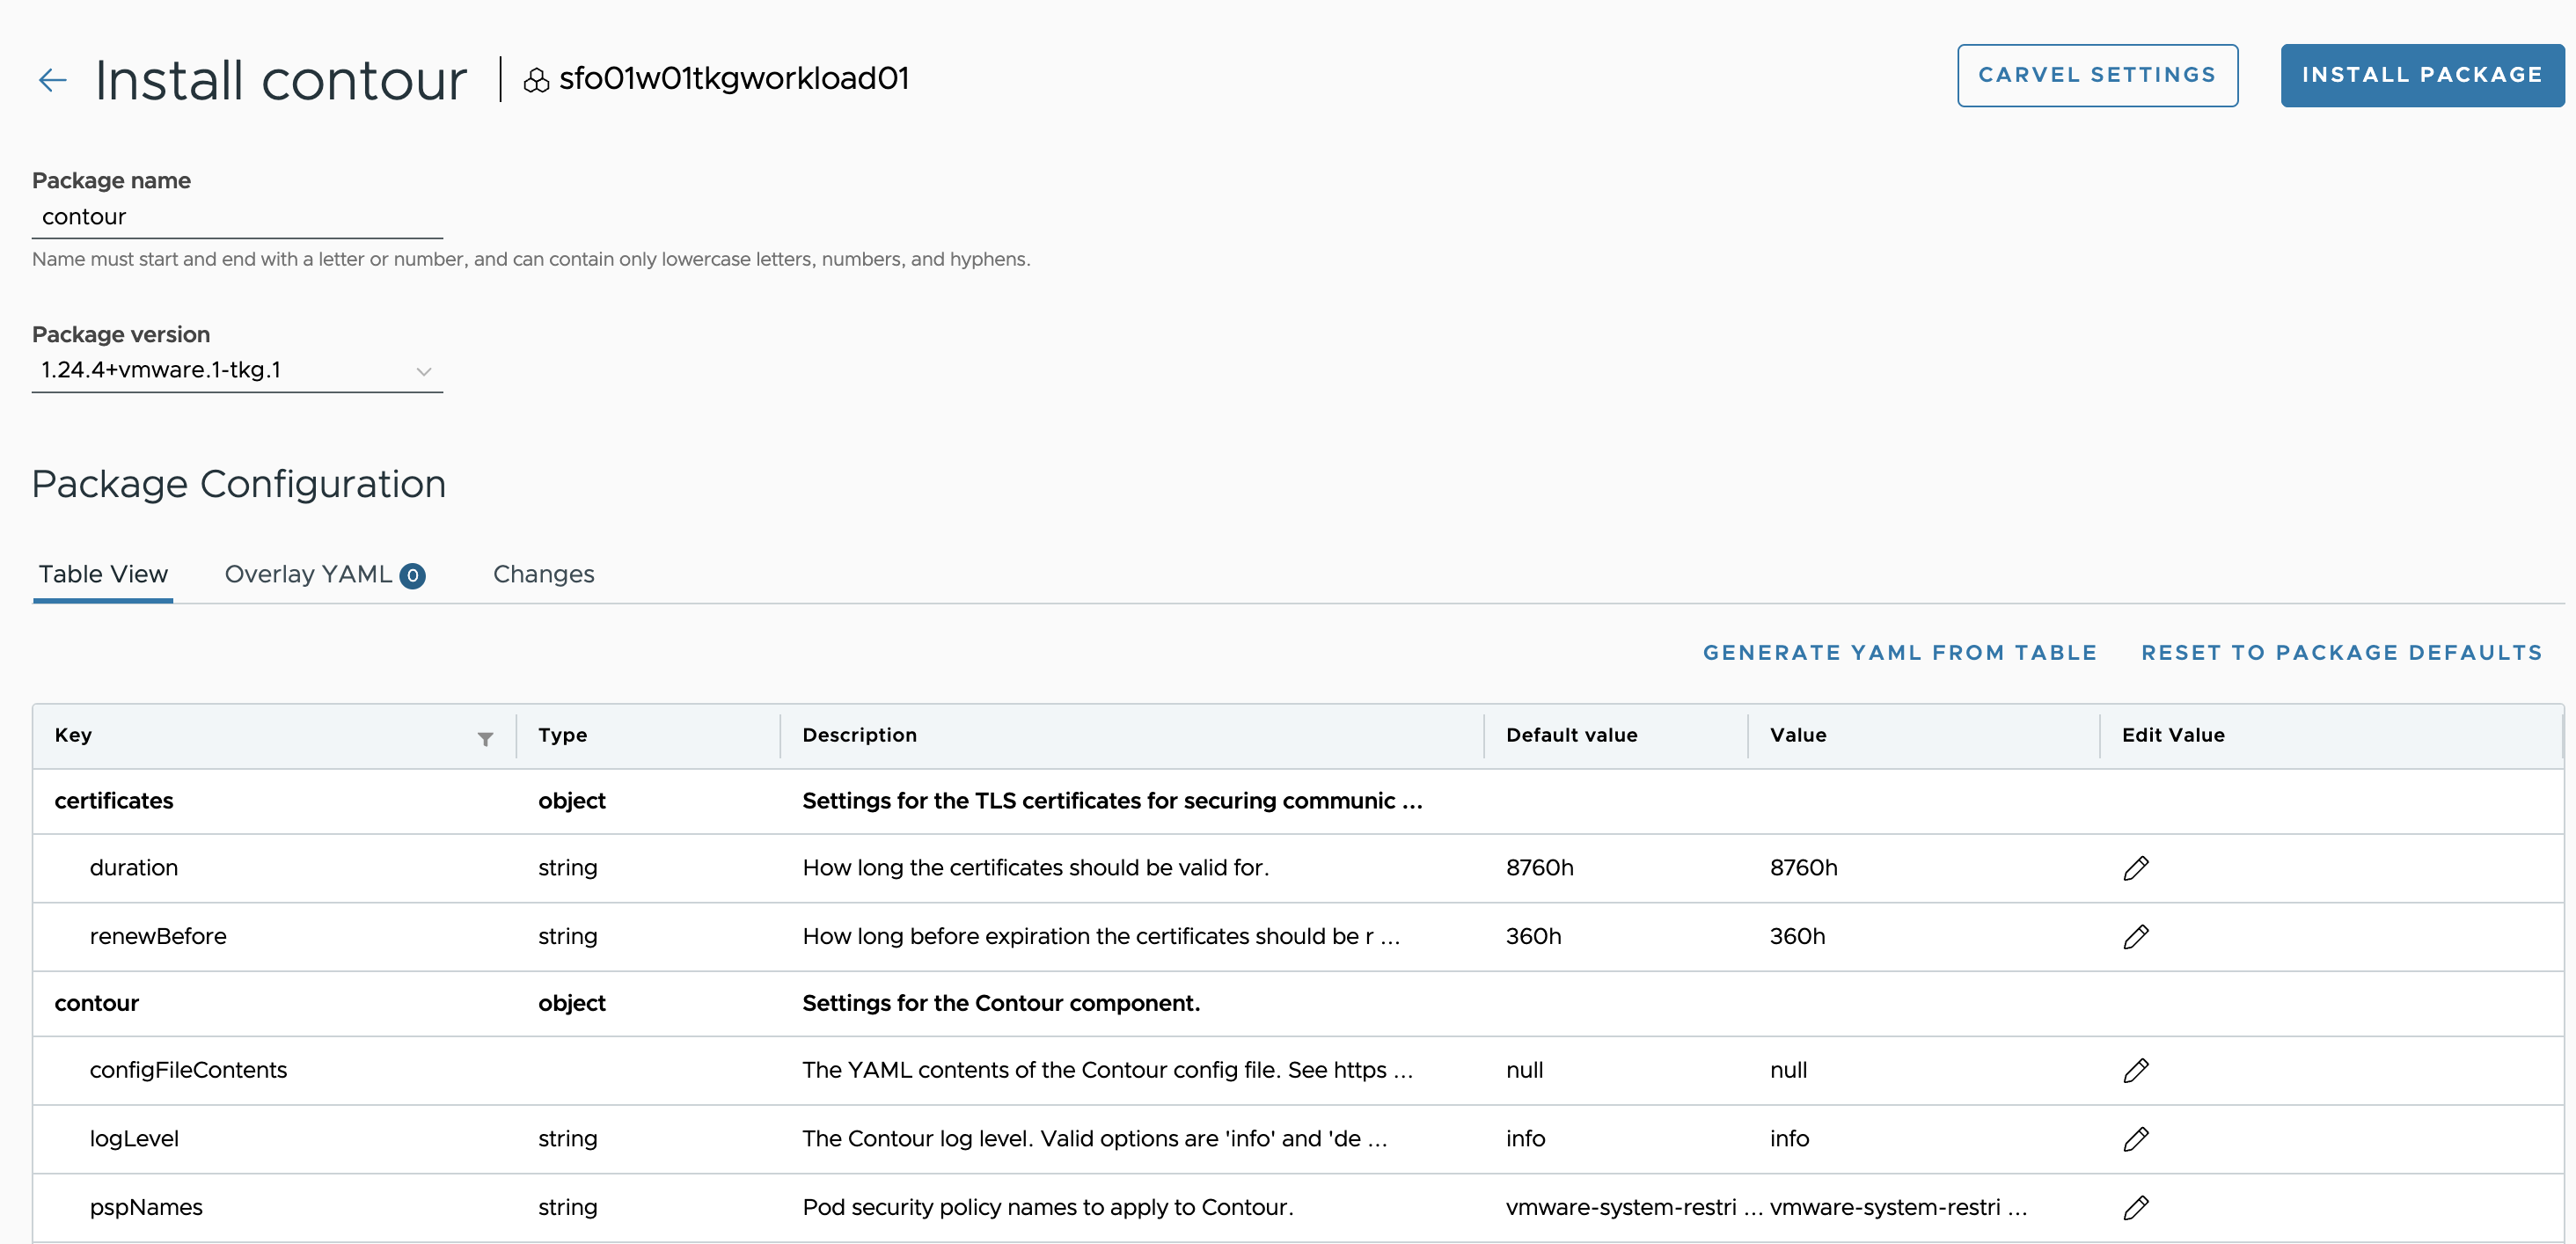 Install contour
sfo01w01tkgworkload01
CARVEL SETTINGS
INSTALL PACKAGE
Package name
contour
Name must start and end with a letter or number, and can contain only lowercase letters, numbers, and hyphens.
Package version
1.24.4+vmware.1-tkg.1
Package Configuration
Table View Overlay YAML 0 Changes
GENERATE YAML FROM TABLE RESET TO PACKAGE DEFAULTS
Key Type Description Default value Value Edit Value
certificates object Settings for the TLS certificates for securing communic ...
duration string How long the certificates should be valid for. 8760h 8760h
renewBefore string How long before expiration the certificates should be r ... 360h 360h
contour object Settings for the Contour component.
configFileContents The YAML contents of the Contour config file. See https ... null null
logLevel string The Contour log level. Valid options are 'info' and 'de ... info info
pspNames string Pod security policy names to apply to Contour. vmware-system-restri ... vmware-system-restri ...